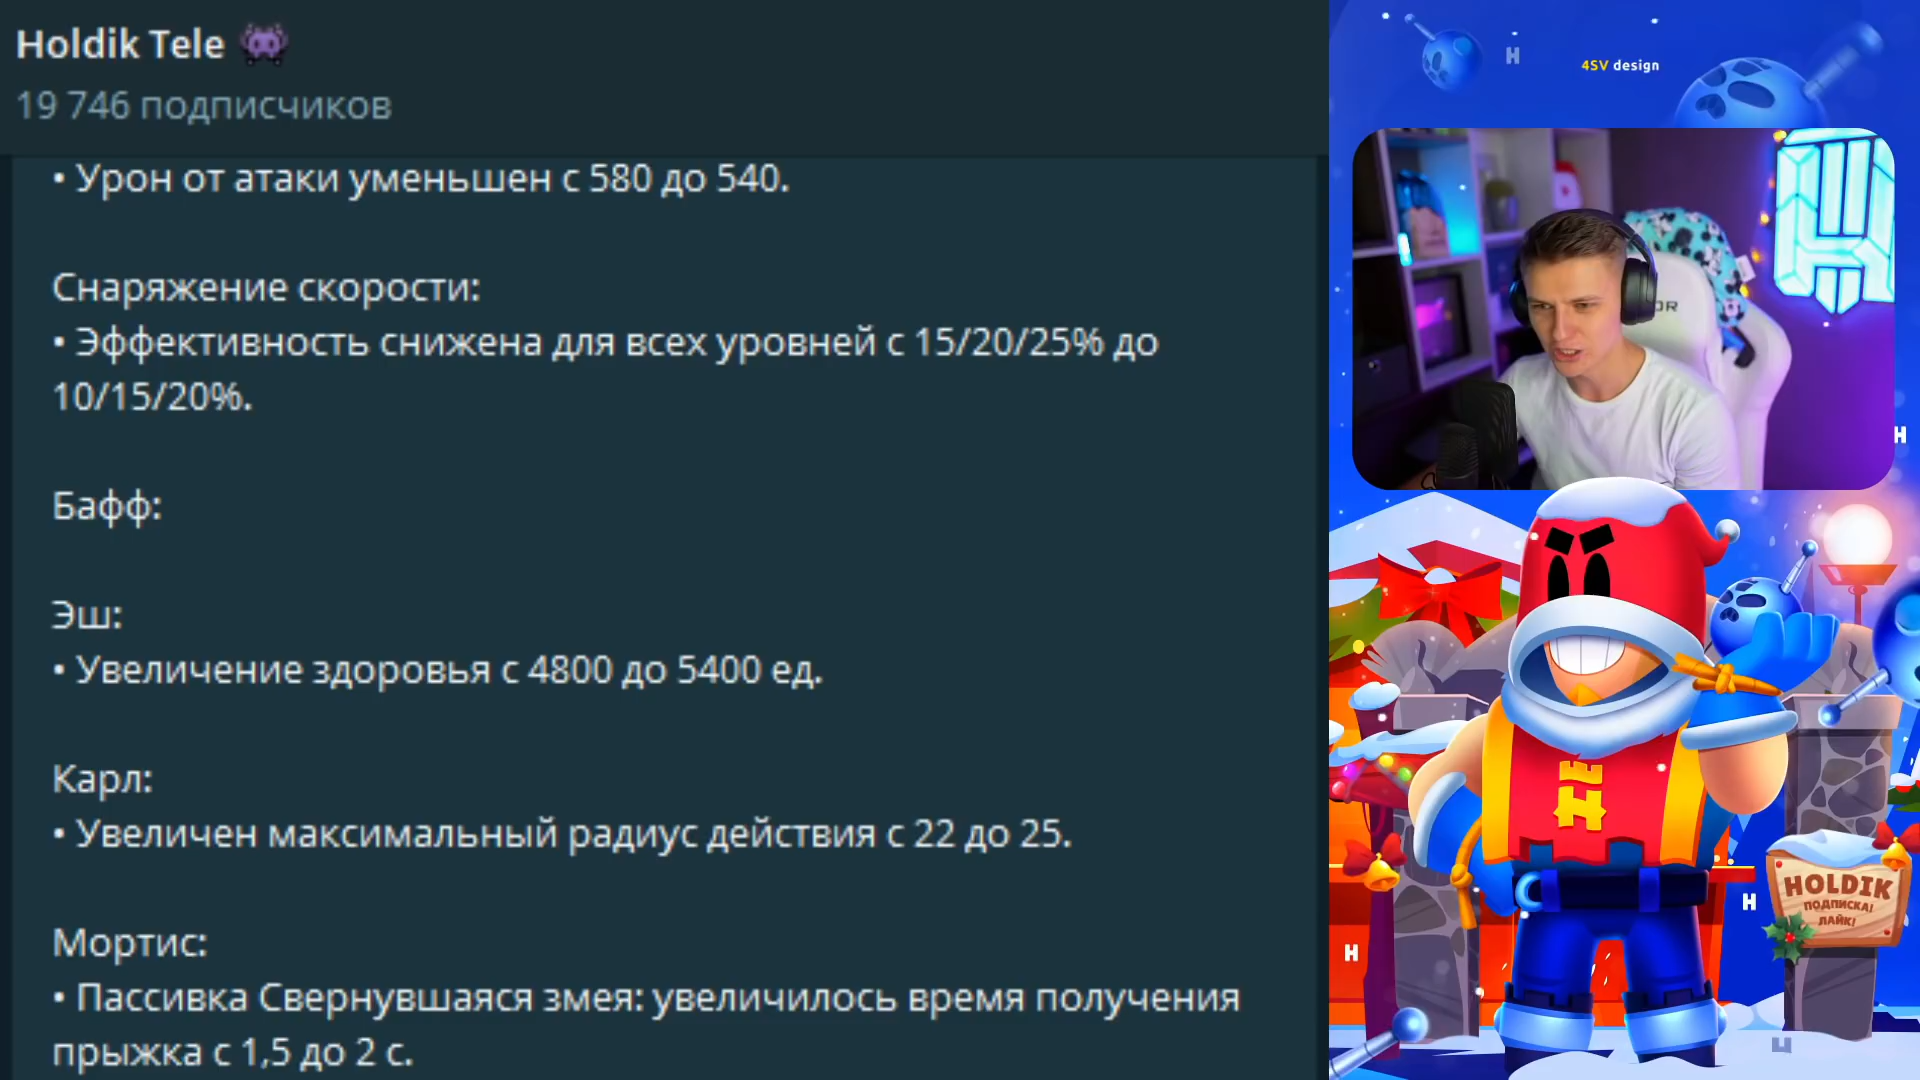 Holdik Tele
19 746 подписчиков
• Урон от атаки уменьшен с 580 до 540.
Снаряжение скорости:
• Эффективность снижена для всех уровней с 15/20/25% до
10/15/20%.
Бафф:
Эш:
• Увеличение здоровья с 4800 до 5400 ед.
Карл:
• Увеличен максимальный радиус действия с 22 до 25.
Мортис:
• Пассивка Свернувшаяся змея: увеличилось время получения
прыжка с 1,5 до 2 с.
H
4SV design
OR
H
H
H
HOLDIK
ПОДПИСКА!
ЛАЙК!